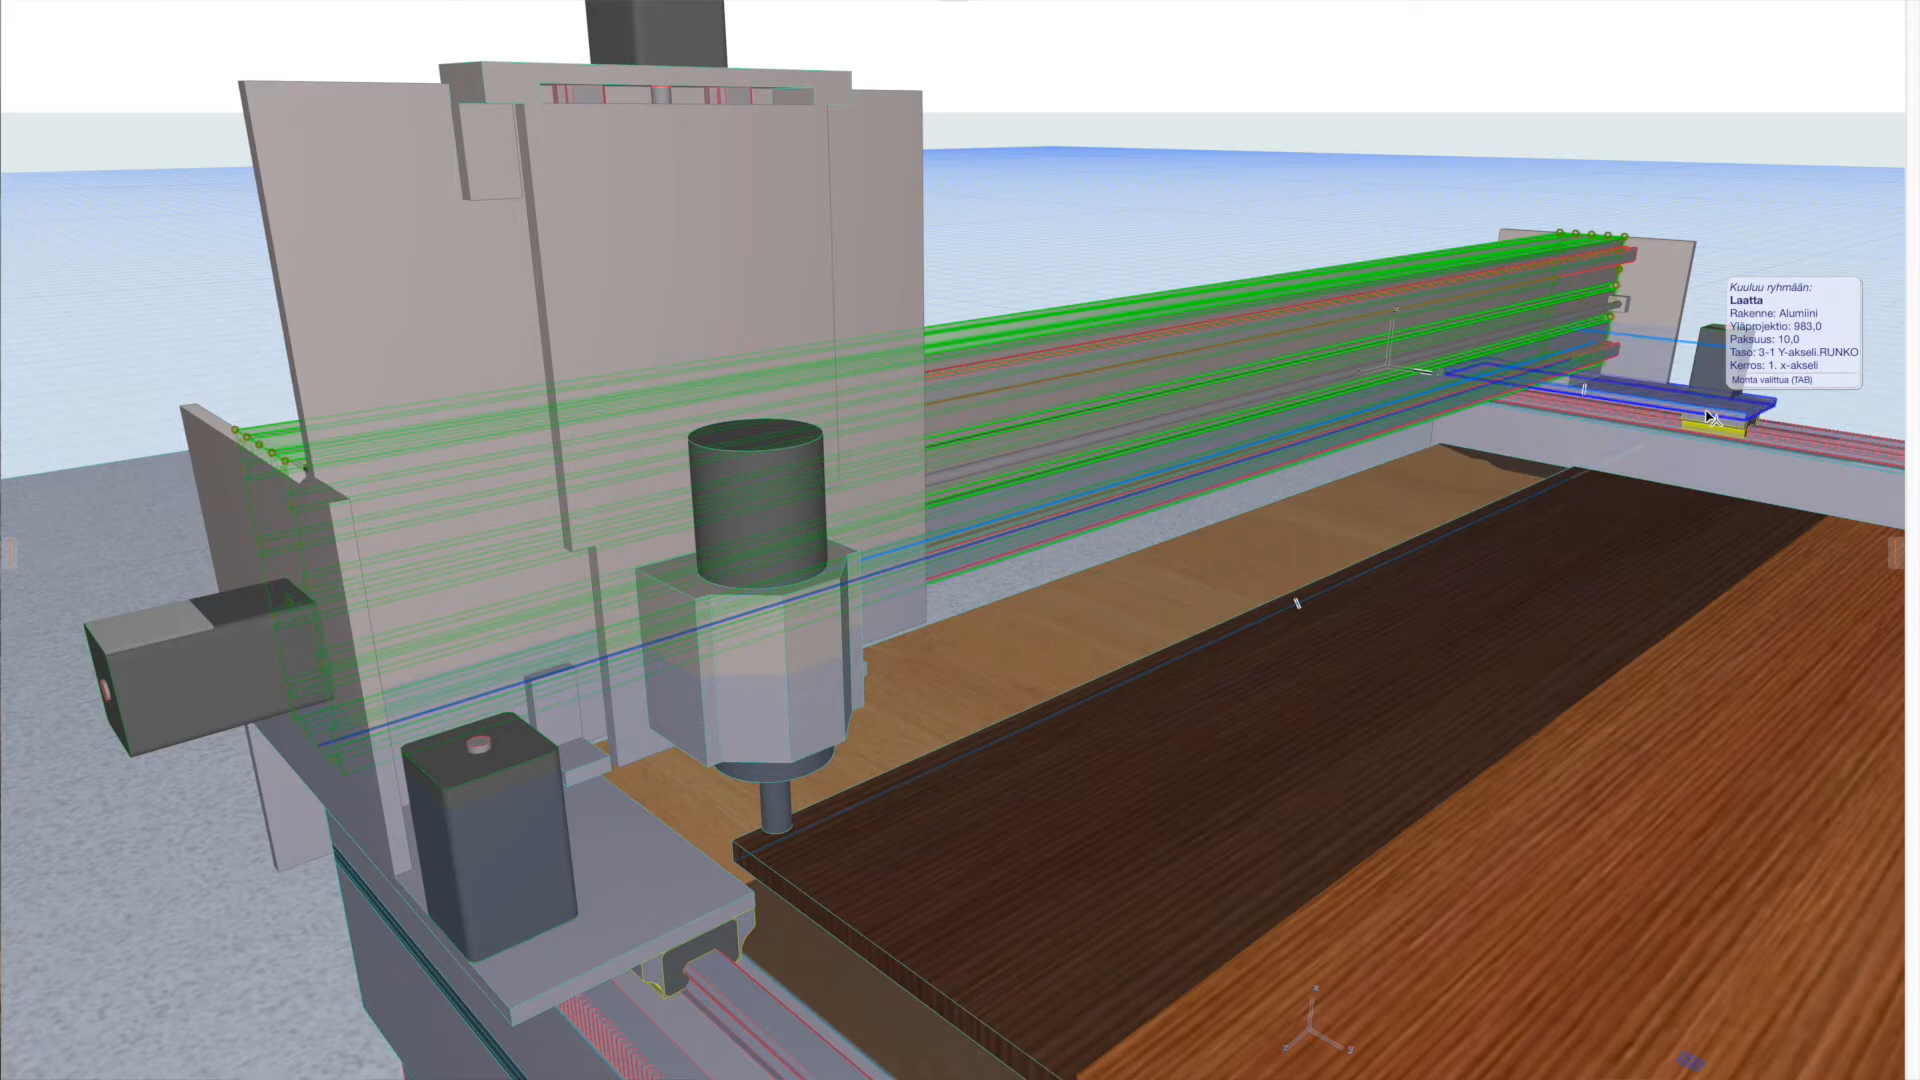 Kuuluu ryhmään:
Laatta
Rakenne: Alumiini
Yläprojektio: 983,0
Paksuus: 10,0
Taso: 3-1 Y-akseli.RUNKO
Kerros: 1. x-akseli
Monta valittua (TAB)